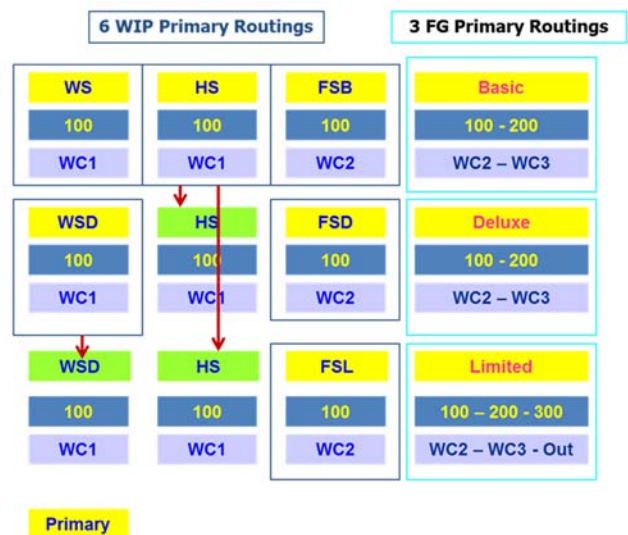 6 WIP Primary Routings
3 FG Primary Routings
WS HS FSB Basic
100 100 100 100 - 200
WC1 WC1 WC2 WC2 – WC3
WSD HS FSD Deluxe
100 100 100 100 - 200
WC1 WC1 WC2 WC2 – WC3
WSD HS FSL Limited
100 100 100 100 – 200 - 300
WC1 WC1 WC2 WC2 – WC3 - Out
Primary